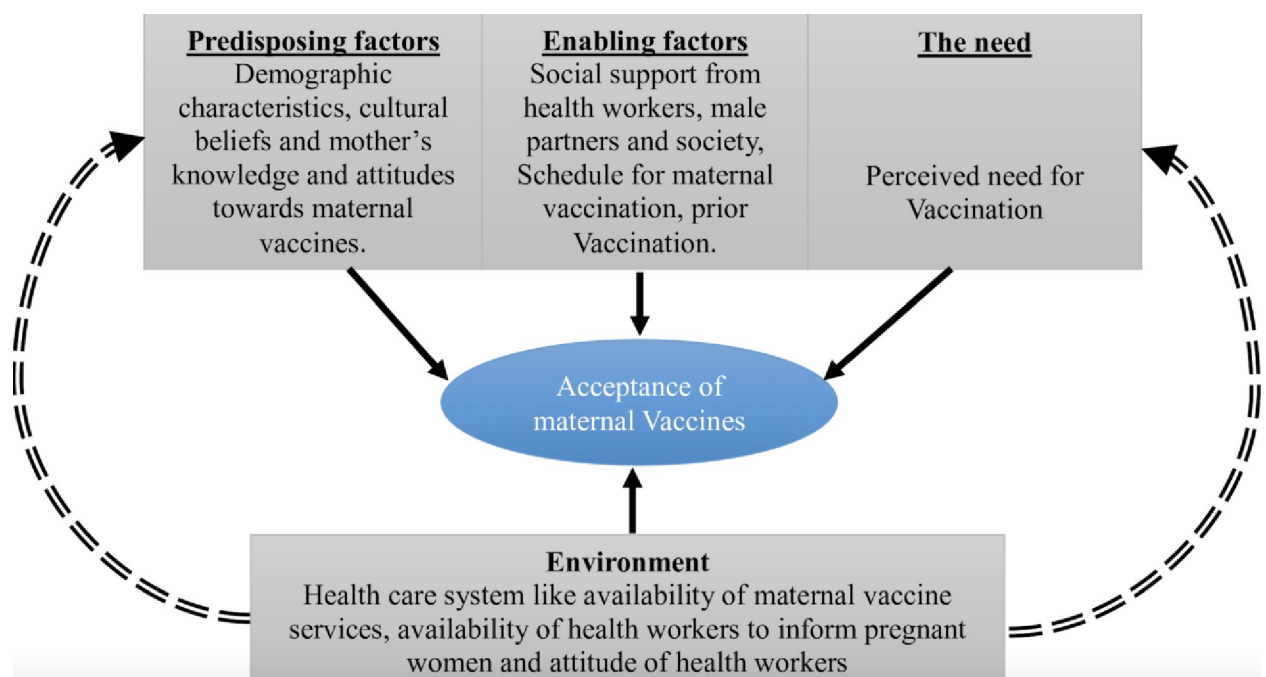 Predisposing factors
Demographic
characteristics, cultural
beliefs and mother’s
knowledge and attitudes
towards maternal
vaccines.
Enabling factors
Social support from
health workers, male
partners and society,
Schedule for maternal
vaccination, prior
Vaccination.
The need
Perceived need for
Vaccination
Acceptance of
maternal Vaccines
Environment
Health care system like availability of maternal vaccine
services, availability of health workers to inform pregnant
women and attitude of health workers